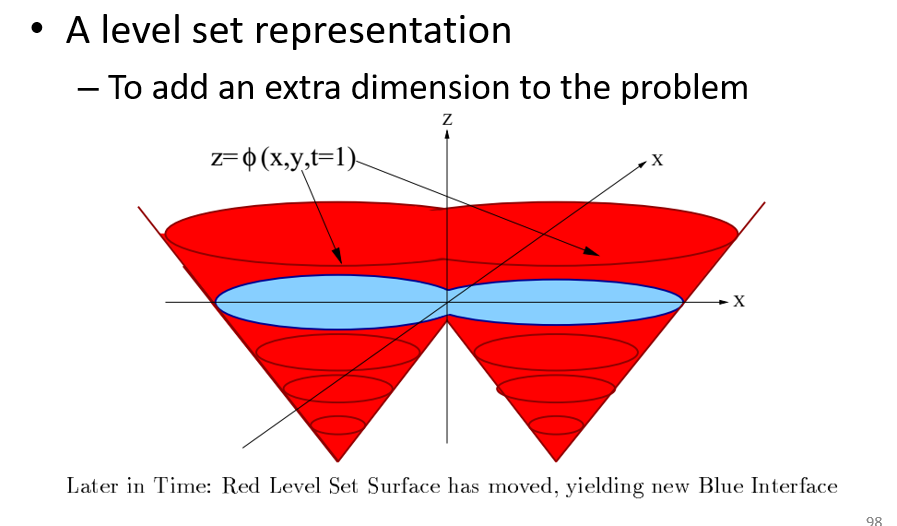 • A level set representation
– To add an extra dimension to the problem
z
z=ϕ(x,y,t=1)
x
x
Later in Time: Red Level Set Surface has moved, yielding new Blue Interface
98